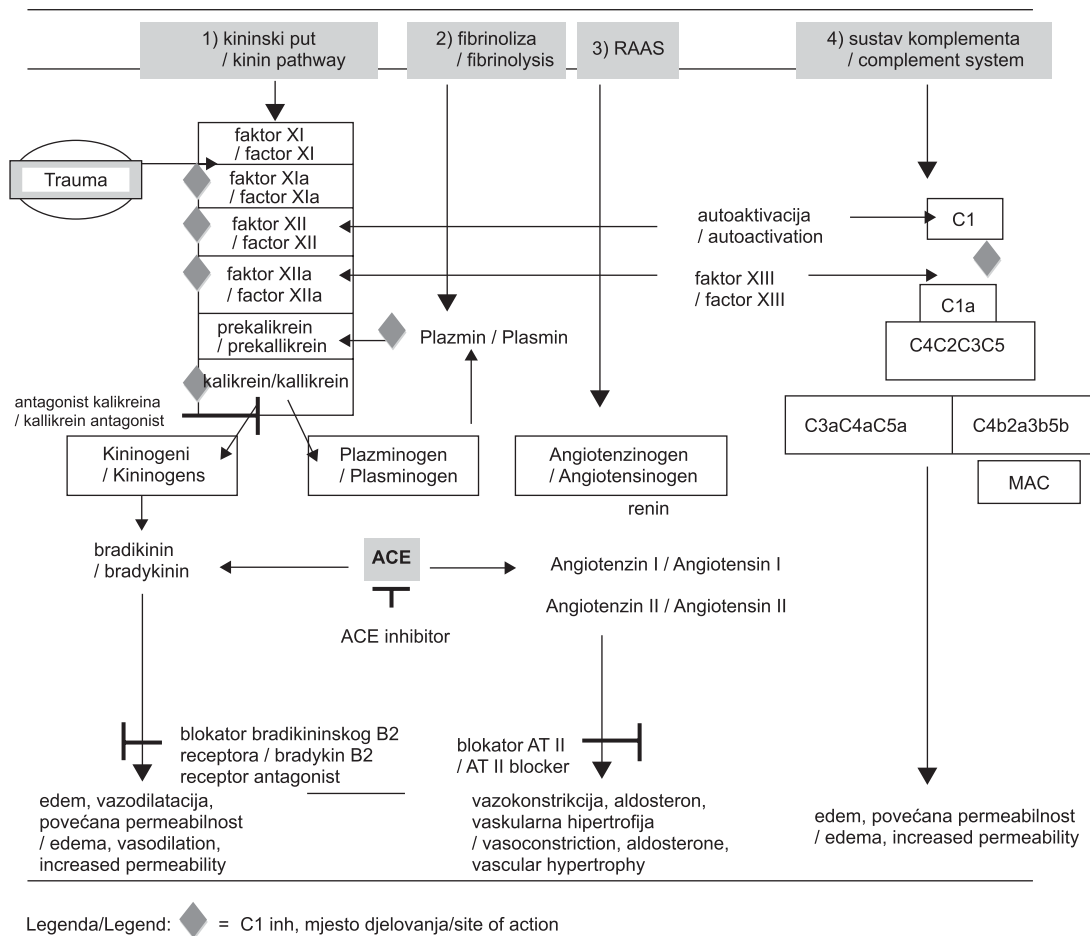 1) kininski put
/ kinin pathway
2) fibrinoliza
/ fibrinolysis
3) RAAS
4) sustav komplementa
/ complement system
faktor XI
/ factor XI
Trauma
faktor XIa
/ factor XIa
faktor XII
/ factor XII
faktor XIIa
/ factor XIIa
prekalikrein
/ prekallikrein
kalikrein/kallikrein
Plazmin / Plasmin
autoaktivacija
/ autoactivation
faktor XIII
/ factor XIII
C1
C1a
C4C2C3C5
C3aC4aC5a
C4b2a3b5b
MAC
antagonist kalikreina
/ kallikrein antagonist
Kininogeni
/ Kininogens
Plazminogen
/ Plasminogen
Angiotenzinogen
/ Angiotensinogen
renin
bradikinin
/ bradykinin
ACE
ACE inhibitor
Angiotenzin I / Angiotensin I
Angiotenzin II / Angiotensin II
blokator bradikininskog B2
receptora / bradykin B2
receptor antagonist
blokator AT II
/ AT II blocker
edem, vazodilatacija,
povećana permeabilnost
/ edema, vasodilation,
increased permeability
vazokonstrikcija, aldosteron,
vaskularna hipertrofija
/ vasoconstriction, aldosterone,
vascular hypertrophy
edem, povećana permeabilnost
/ edema, increased permeability
Legenda/Legend: = C1 inh, mjesto djelovanja/site of action